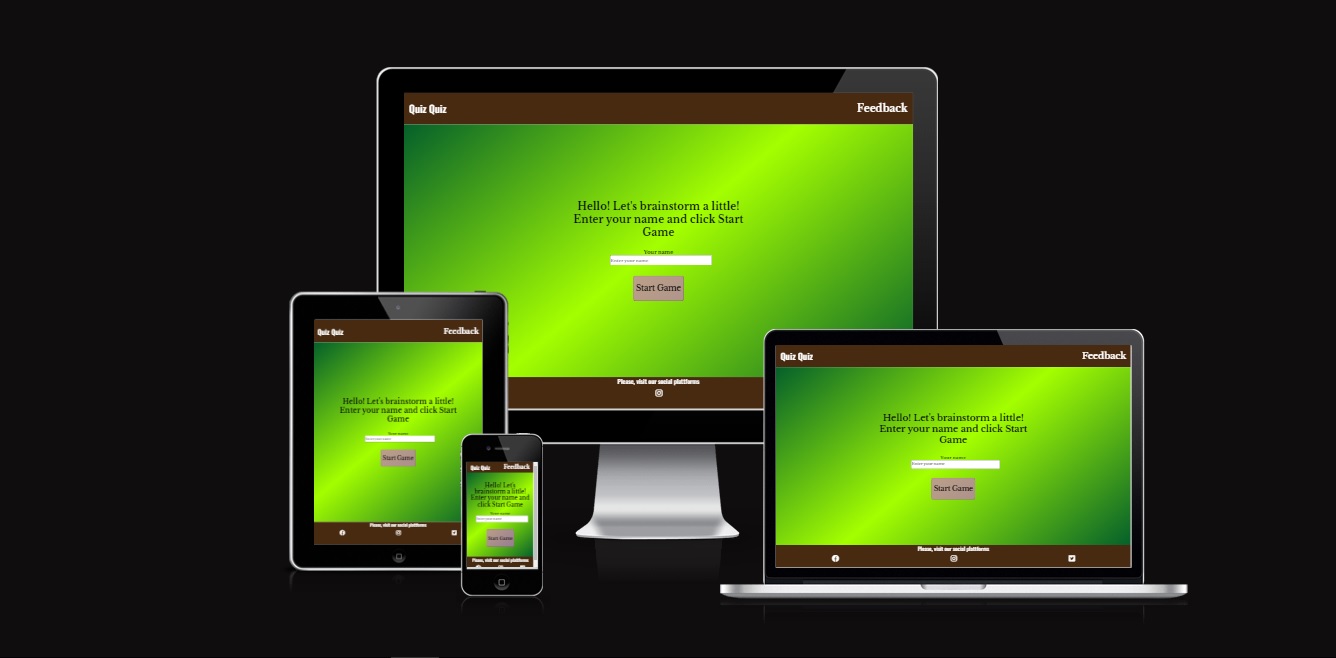 Quiz Quiz
Feedback
Hello! Let's brainstorm a little!
Enter your name and click Start
Game
Your name
Enter your name
Start Game
Please, visit our social plattforms
Quiz Quiz
Feedback
Hello! Let's brainstorm a little!
Enter your name and click Start
Game
Your name
Enter your name
Start Game
Please, visit our social plattforms
Quiz Quiz
Feedback
Hello! Let's
brainstorm a little!
Enter your name and
click Start Game
Your name
Enter your name
Start Game
Please, visit our social plattforms
Quiz Quiz
Feedback
Hello! Let's brainstorm a little!
Enter your name and click Start
Game
Your name
Enter your name
Start Game
Please, visit our social plattforms